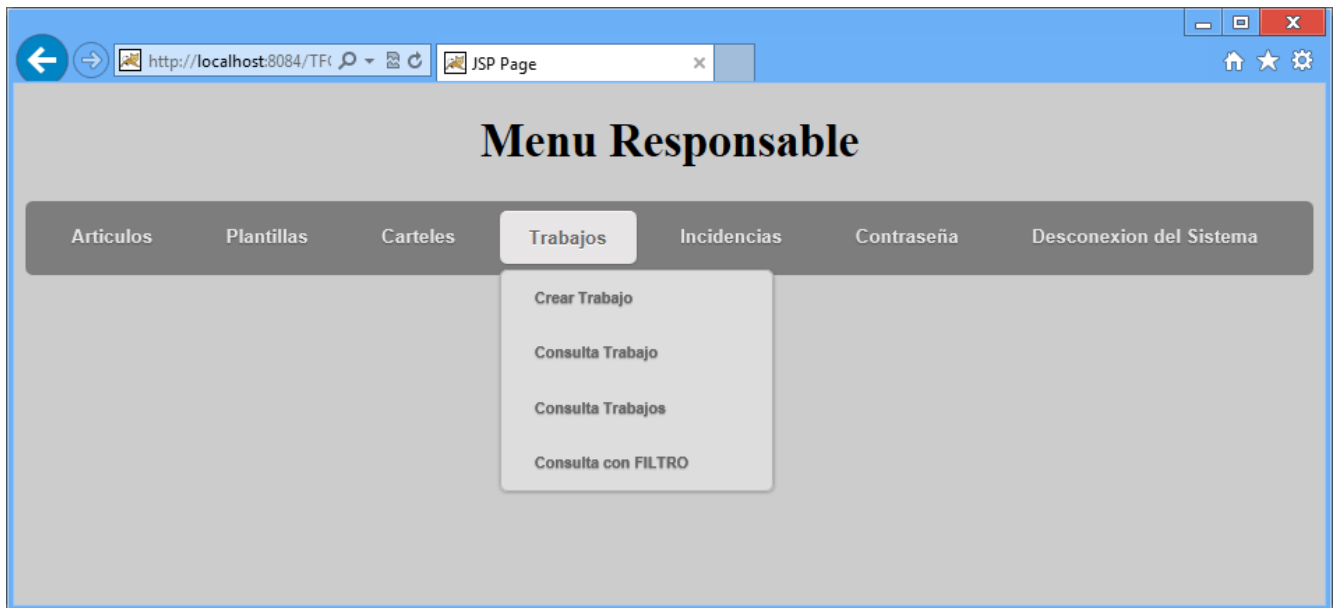 http://localhost:8084/TF
JSP Page
Menu Responsable
Articulos Plantillas Carteles Trabajos Incidencias Contraseña Desconexion del Sistema
Crear Trabajo
Consulta Trabajo
Consulta Trabajos
Consulta con FILTRO